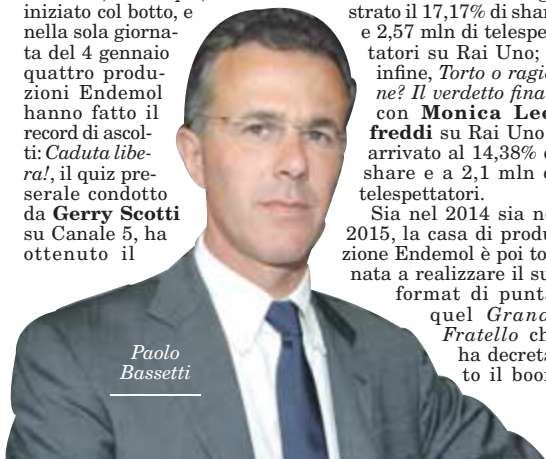 iniziato col botto, e
nella sola giorna-
ta del 4 gennaio
quattro produ-
zioni Endemol
hanno fatto il
record di ascol-
ti: Caduta libe-
ra!, il quiz pre-
serale condotto
da Gerry Scotti
su Canale 5, ha
ottenuto il
strato il 17,17% di shar
e 2,57 mln di telespe
tatori su Rai Uno;
infine, Torto o ragio
ne? Il verdetto fina
con Monica Leo
freddi su Rai Uno
arrivato al 14,38% d
share e a 2,1 mln d
telespettatori.
Sia nel 2014 sia ne
2015, la casa di produ
zione Endemol è poi to
nata a realizzare il su
format di punta
quel Grand
Fratello ch
ha decreta
to il boom
Paolo
Bassetti